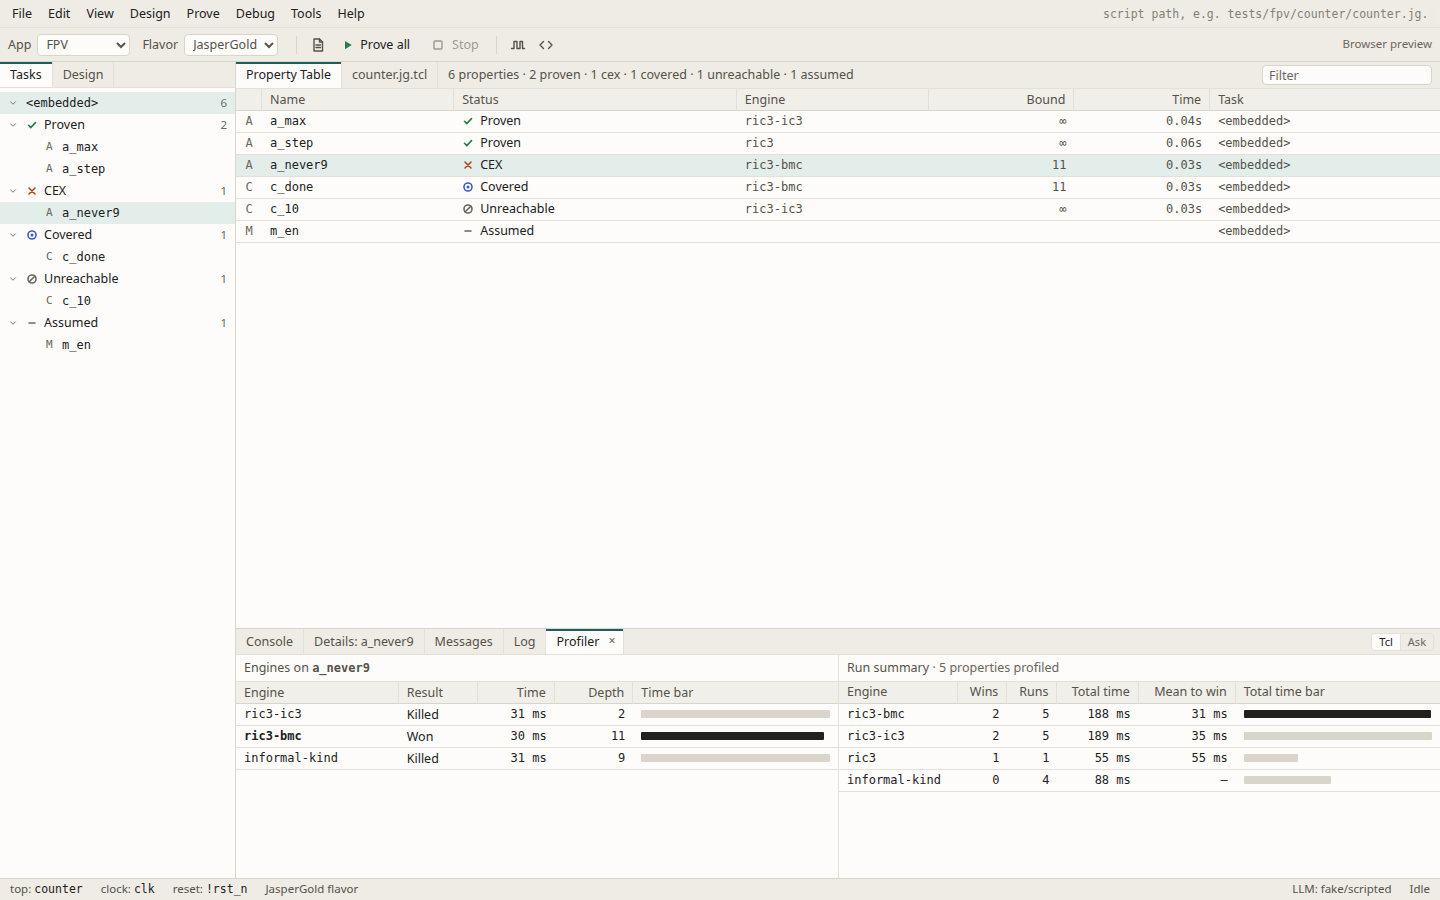 File Edit View Design Prove Debug Tools Help script path, e.g. tests/fpv/counter/counter.jg.
App FPV Flavor JasperGold Prove all Stop Browser preview
Tasks Design
<embedded> 6
Proven 2
A a_max
A a_step
CEX 1
A a_never9
Covered 1
C c_done
Unreachable 1
C c_10
Assumed 1
M m_en
Property Table counter.jg.tcl 6 properties · 2 proven · 1 cex · 1 covered · 1 unreachable · 1 assumed Filter
Name Status Engine Bound Time Task
A a_max Proven ric3-ic3 ∞ 0.04s <embedded>
A a_step Proven ric3 ∞ 0.06s <embedded>
A a_never9 CEX ric3-bmc 11 0.03s <embedded>
C c_done Covered ric3-bmc 11 0.03s <embedded>
C c_10 Unreachable ric3-ic3 ∞ 0.03s <embedded>
M m_en Assumed <embedded>
Console Details: a_never9 Messages Log Profiler × Tcl Ask
Engines on a_never9
Engine Result Time Depth Time bar
ric3-ic3 Killed 31 ms 2
ric3-bmc Won 30 ms 11
informal-kind Killed 31 ms 9
Run summary · 5 properties profiled
Engine Wins Runs Total time Mean to win Total time bar
ric3-bmc 2 5 188 ms 31 ms
ric3-ic3 2 5 189 ms 35 ms
ric3 1 1 55 ms 55 ms
informal-kind 0 4 88 ms –
top: counter clock: clk reset: !rst_n JasperGold flavor LLM: fake/scripted Idle